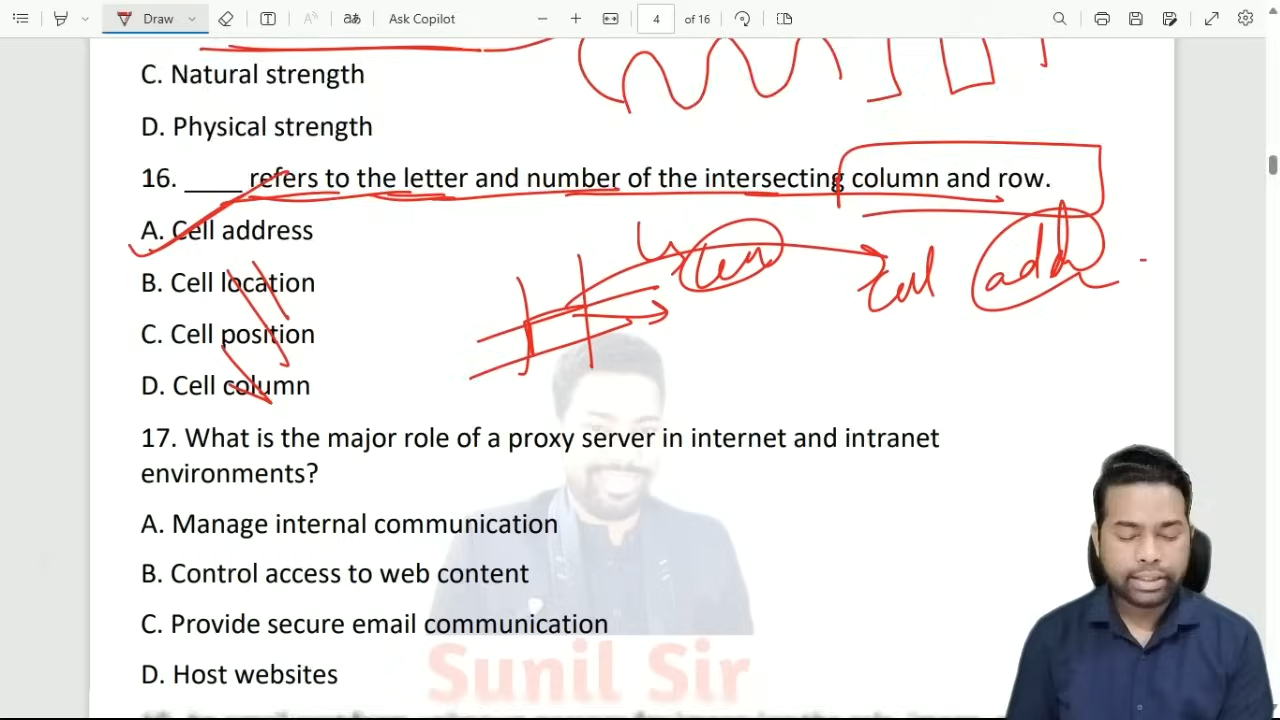 Draw
Ask Copilot
4 of 16
C. Natural strength
D. Physical strength
16. ____ refers to the letter and number of the intersecting column and row.
A. Cell address
B. Cell location
C. Cell position
D. Cell column
Cell add
17. What is the major role of a proxy server in internet and intranet
environments?
A. Manage internal communication
B. Control access to web content
C. Provide secure email communication
D. Host websites
Sunil Sir